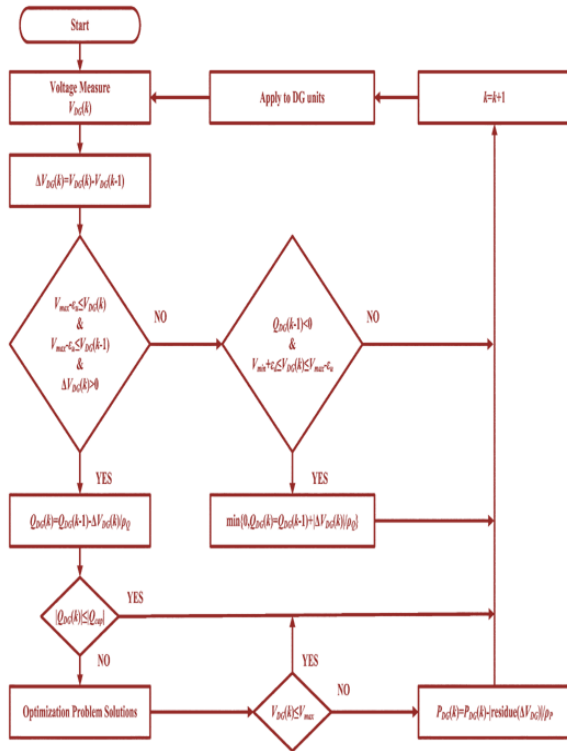 Start
Voltage Measure
V_DG(k)
Apply to DG units
k=k+1
ΔV_DG(k)=V_DG(k)-V_DG(k-1)
V_max-ε_u≤V_DG(k)
&
V_max-ε_u≤V_DG(k-1)
&
ΔV_DG(k)>0
NO
Q_DG(k-1)<0
&
V_min+ε_d≤V_DG(k)≤V_max-ε_u
NO
YES
YES
Q_DG(k)=Q_DG(k-1)-ΔV_DG(k)/ρ_Q
min{0,Q_DG(k)=Q_DG(k-1)+|ΔV_DG(k)|/ρ_Q}
|Q_DG(k)|≤|Q_cap|
YES
NO
YES
Optimization Problem Solutions
V_DG(k)≤V_max
NO
P_DG(k)=P_DG(k)-|residue(ΔV_DG)|/ρ_P